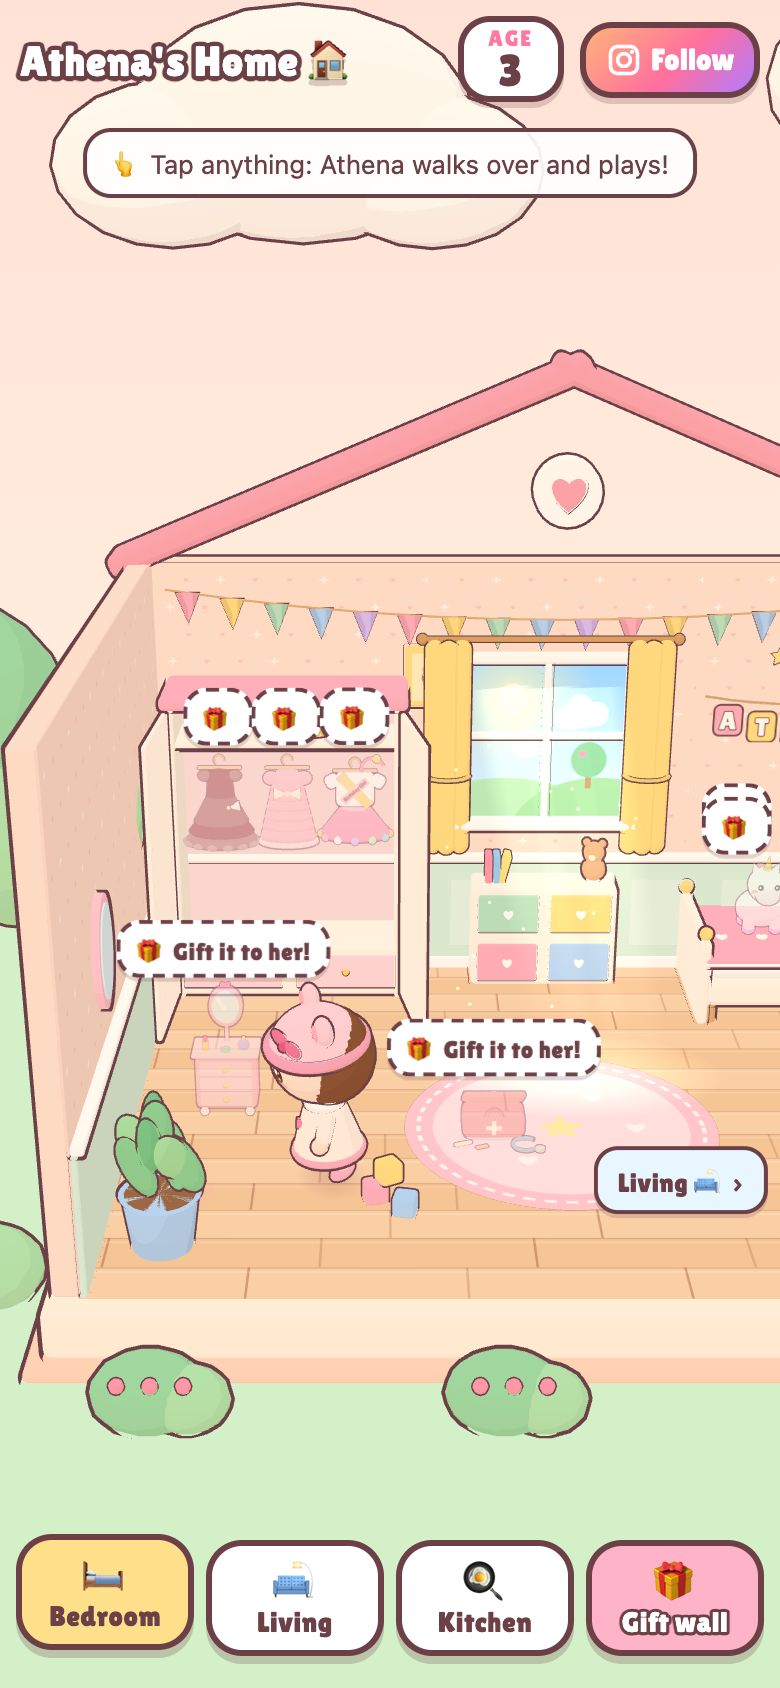 Athena's Home
AGE
3
Follow
Tap anything: Athena walks over and plays!
A T
Gift it to her!
Gift it to her!
Living ›
Bedroom
Living
Kitchen
Gift wall